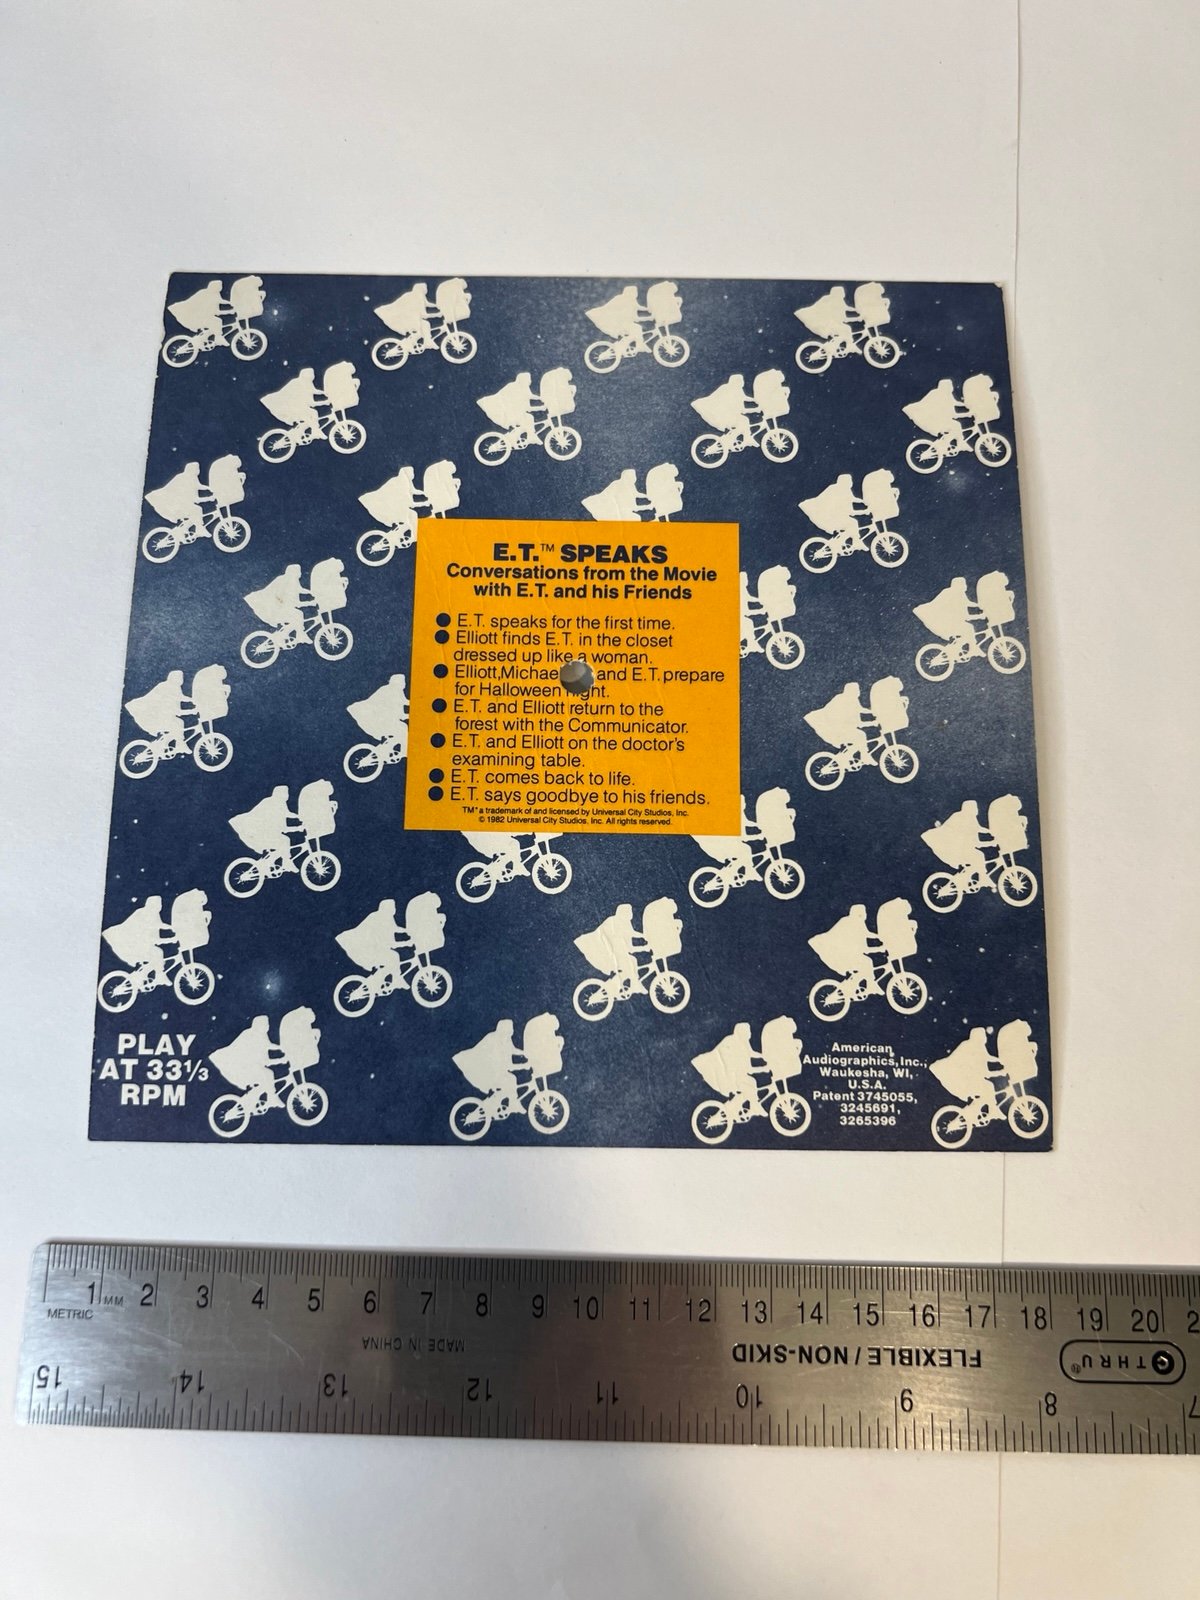 E.T.™ SPEAKS
Conversations from the Movie
with E.T. and his Friends
● E.T. speaks for the first time.
● Elliott finds E.T. in the closet
dressed up like a woman.
● Elliott, Michae and E.T. prepare
for Halloween night.
● E.T. and Elliott return to the
forest with the Communicator.
● E.T. and Elliott on the doctor's
examining table.
● E.T. comes back to life.
● E.T. says goodbye to his friends.
TM* a trademark of and licensed by Universal City Studios, Inc.
© 1982 Universal City Studios, Inc. All rights reserved.
PLAY
AT 33⅓
RPM
American
Audiographics, Inc.,
Waukesha, WI,
U.S.A.
Patent 3745055,
3245691,
3265396
1 MM 2 3 4 5 6 7 8 9 10 11 12 13 14 15 16 17 18 19 20 2
METRIC
MADE IN CHINA
FLEXIBLE / NON-SKID
THRU
15 14 13 12 11 10 9 8 7